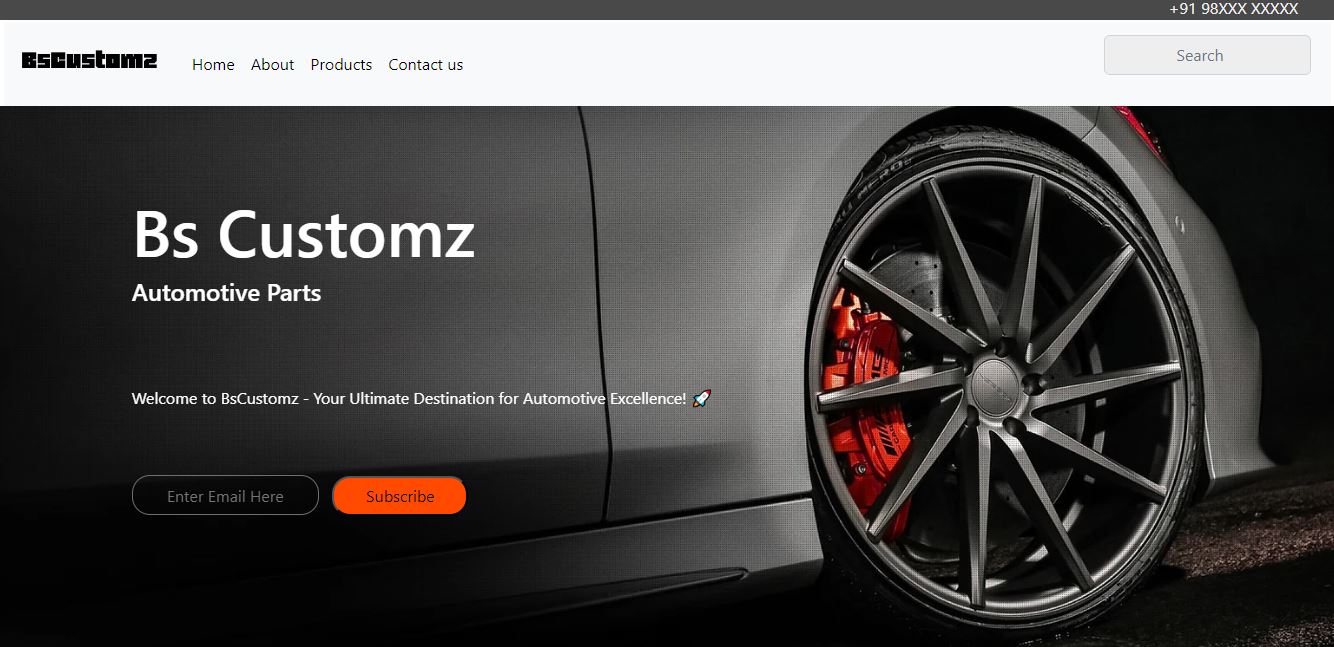 +91 98XXX XXXXX
BsCustomz
Home About Products Contact us
Search
Bs Customz
Automotive Parts
Welcome to BsCustomz - Your Ultimate Destination for Automotive Excellence! 🚀
Enter Email Here
Subscribe